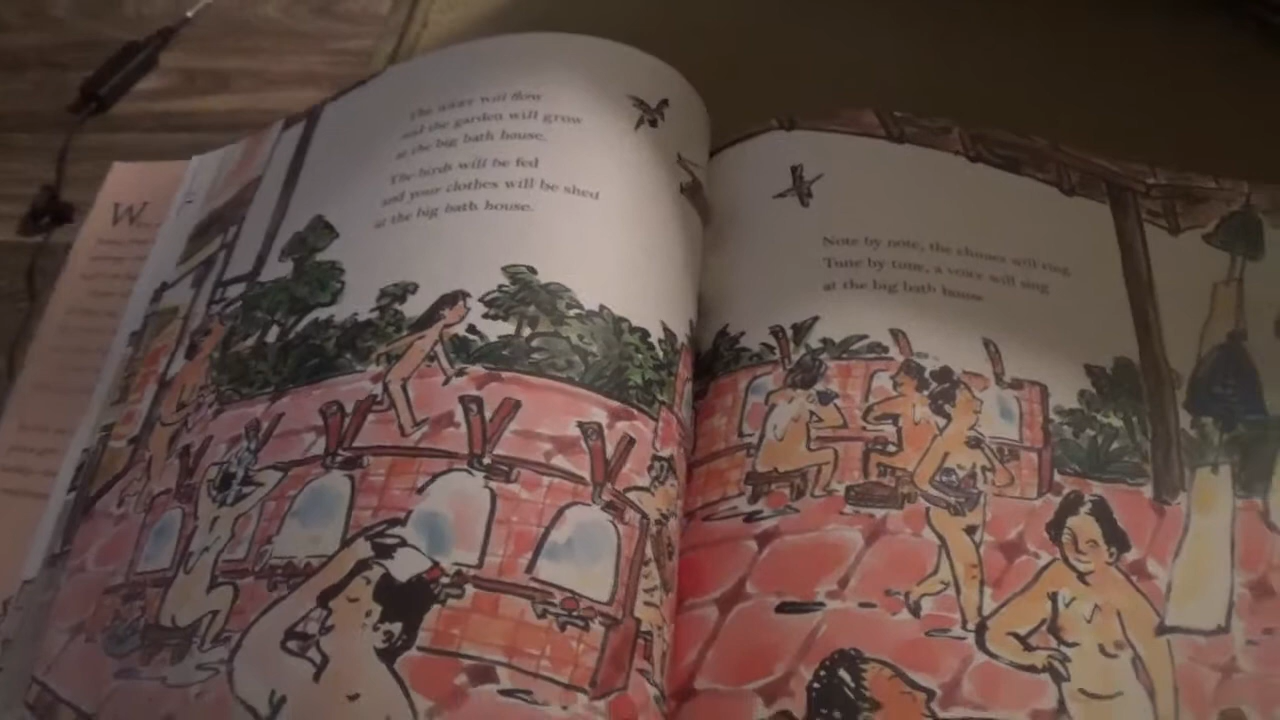 W
The water will flow
and the garden will grow
at the big bath house.
The birds will be fed
and your clothes will be shed
at the big bath house.
Note by note, the chimes will ring
Tune by tune, a voice will sing
at the big bath house